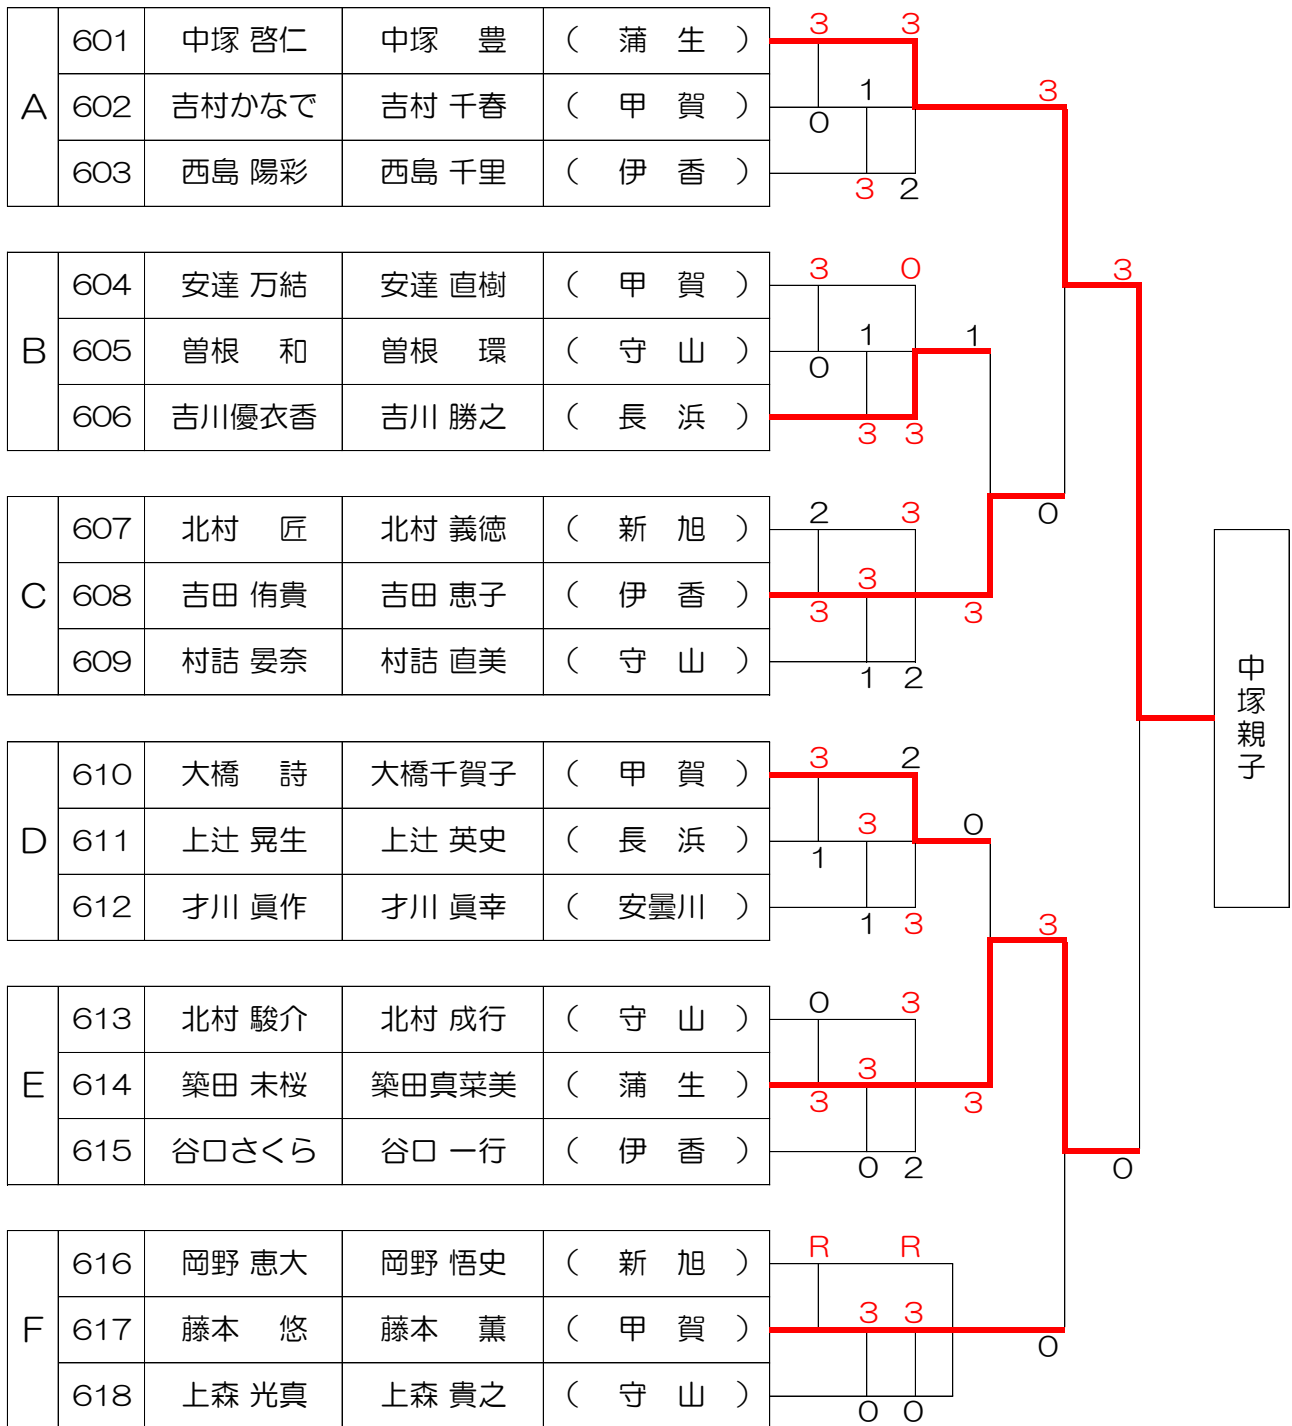 3 3
601 中塚 啓仁 中塚 豊 ( 蒲 生 )
1 3
A 602 吉村かなで 吉村 千春 ( 甲 賀 )
0
603 西島 陽彩 西島 千里 ( 伊 香 )
3 2
3 0 3
604 安達 万結 安達 直樹 ( 甲 賀 )
1 1
B 605 曽根 和 曽根 環 ( 守 山 )
0
606 吉川優衣香 吉川 勝之 ( 長 浜 )
3 3
2 3 0
607 北村 匠 北村 義徳 ( 新 旭 )
3
C 608 吉田 侑貴 吉田 恵子 ( 伊 香 )
3 3
609 村詰 晏奈 村詰 直美 ( 守 山 )
1 2
中塚親子
3 2
610 大橋 詩 大橋千賀子 ( 甲 賀 )
3 0
D 611 上辻 晃生 上辻 英史 ( 長 浜 )
1
612 才川 眞作 才川 眞幸 ( 安曇川 )
1 3 3
0 3
613 北村 駿介 北村 成行 ( 守 山 )
3
E 614 築田 未桜 築田真菜美 ( 蒲 生 )
3 3
615 谷口さくら 谷口 一行 ( 伊 香 )
0 2 0
R R
616 岡野 恵大 岡野 悟史 ( 新 旭 )
3 3
F 617 藤本 悠 藤本 薫 ( 甲 賀 )
0
618 上森 光真 上森 貴之 ( 守 山 )
0 0